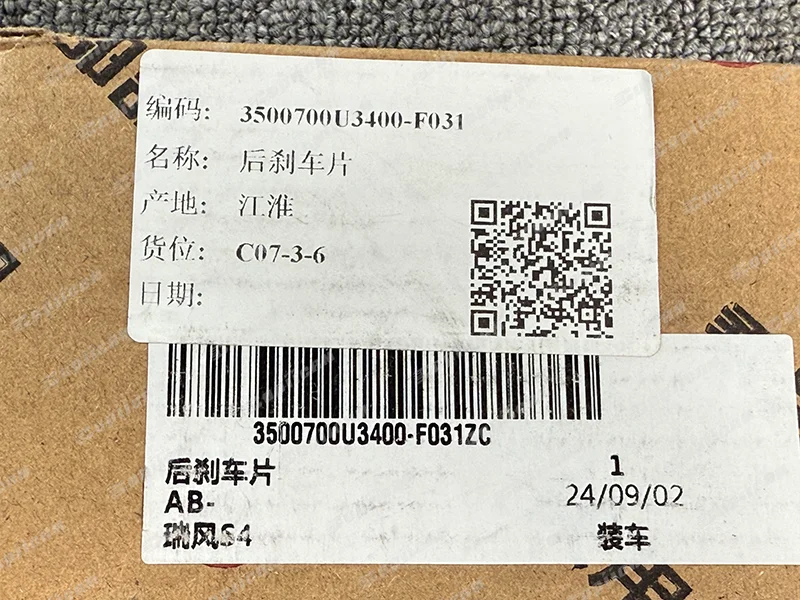 编码: 3500700U3400-F031
名称: 后刹车片
产地: 江淮
货位: C07-3-6
日期:
3500700U3400-F031ZC
后刹车片 1
AB- 24/09/02
瑞风S4 装车